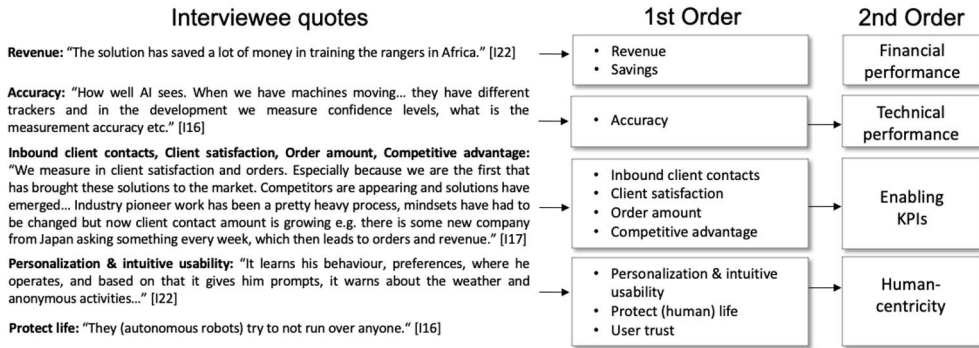 Interviewee quotes
1st Order
2nd Order
Revenue: “The solution has saved a lot of money in training the rangers in Africa.” [I22]
• Revenue
• Savings
Financial
performance
Accuracy: “How well AI sees. When we have machines moving... they have different
trackers and in the development we measure confidence levels, what is the
measurement accuracy etc.” [I16]
• Accuracy
Technical
performance
Inbound client contacts, Client satisfaction, Order amount, Competitive advantage:
“We measure in client satisfaction and orders. Especially because we are the first that
has brought these solutions to the market. Competitors are appearing and solutions have
emerged... Industry pioneer work has been a pretty heavy process, mindsets have had to
be changed but now client contact amount is growing e.g. there is some new company
from Japan asking something every week, which then leads to orders and revenue.” [I17]
• Inbound client contacts
• Client satisfaction
• Order amount
• Competitive advantage
Enabling
KPIs
Personalization & intuitive usability: “It learns his behaviour, preferences, where he
operates, and based on that it gives him prompts, it warns about the weather and
anonymous activities...” [I22]
Protect life: “They (autonomous robots) try to not run over anyone.“ [I16]
• Personalization & intuitive
usability
• Protect (human) life
• User trust
Human-
centricity